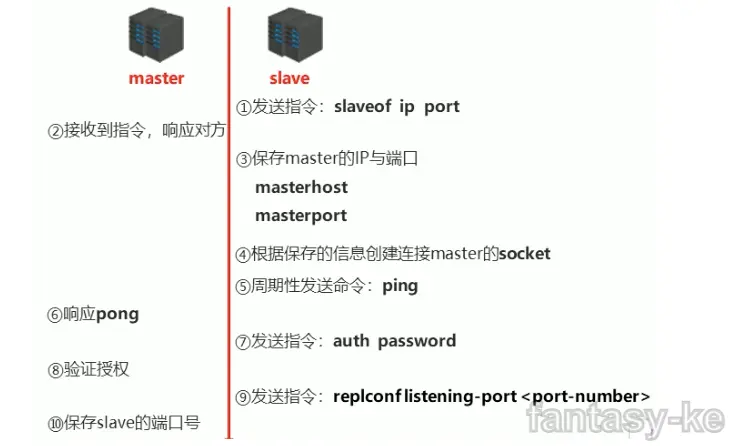 master
slave
①发送指令：slaveof ip port
②接收到指令，响应对方
③保存master的IP与端口
masterhost
masterport
④根据保存的信息创建连接master的socket
⑤周期性发送命令：ping
⑥响应pong
⑦发送指令：auth password
⑧验证授权
⑨发送指令：replconf listening-port <port-number>
⑩保存slave的端口号
fantasy-ke